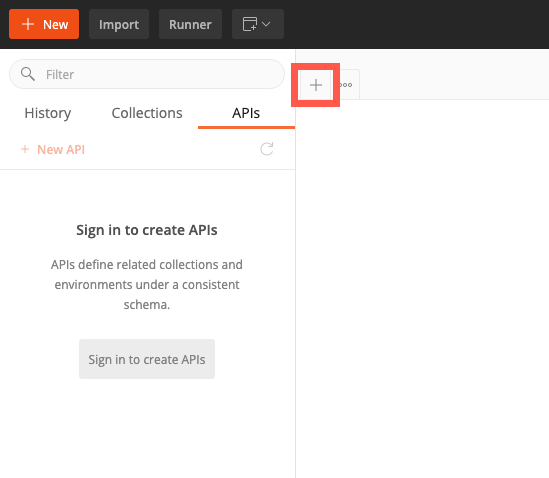 New Import Runner
Filter
History Collections APIs
+ New API
Sign in to create APIs
APIs define related collections and
environments under a consistent
schema.
Sign in to create APIs